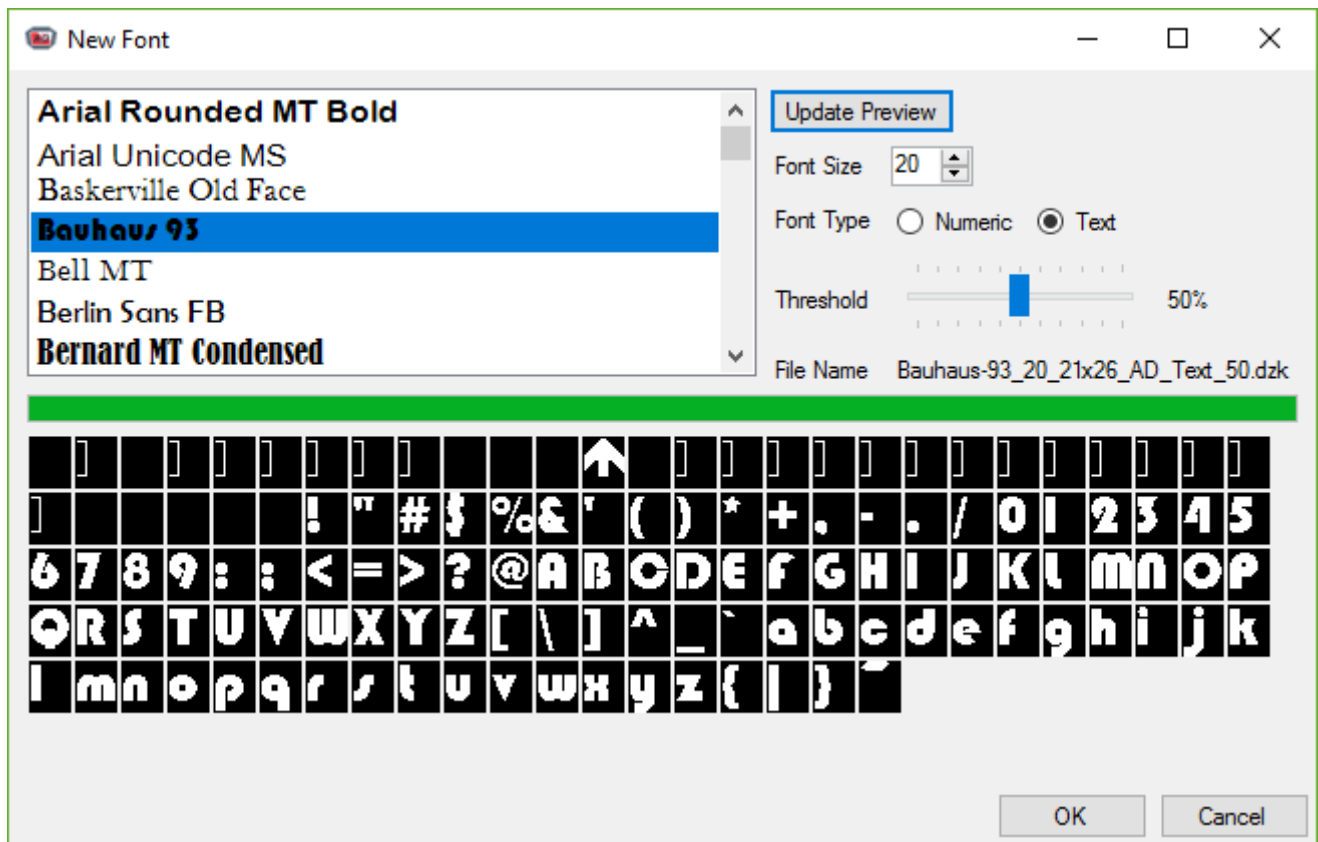 New Font
Arial Rounded MT Bold
Arial Unicode MS
Baskerville Old Face
Bauhaus 93
Bell MT
Berlin Sans FB
Bernard MT Condensed
Update Preview
Font Size 20
Font Type Numeric Text
Threshold 50%
File Name Bauhaus-93_20_21x26_AD_Text_50.dzk
! " # $ % & ' ( ) * + , - . / 0 1 2 3 4 5
6 7 8 9 : ; < = > ? @ A B C D E F G H I J K L M N O P
Q R S T U V W X Y Z [ \ ] ^ _ ` a b c d e f g h i j k
l m n o p q r s t u v w x y z { | } ~
OK Cancel